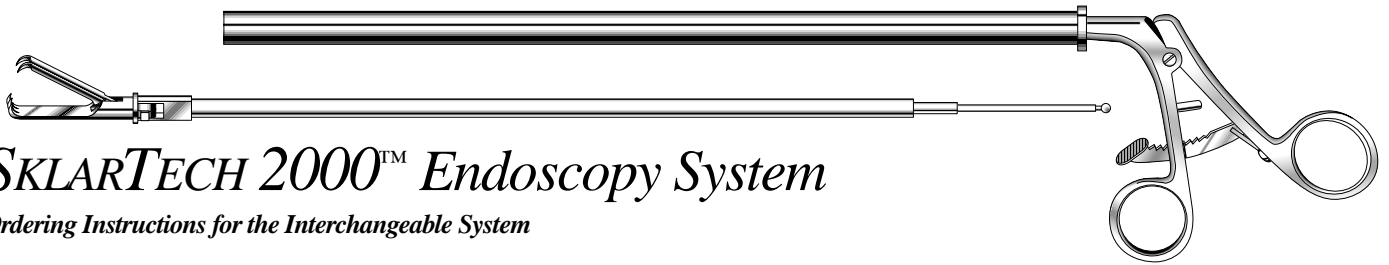 SKLARTECH 2000™ Endoscopy System
Ordering Instructions for the Interchangeable System